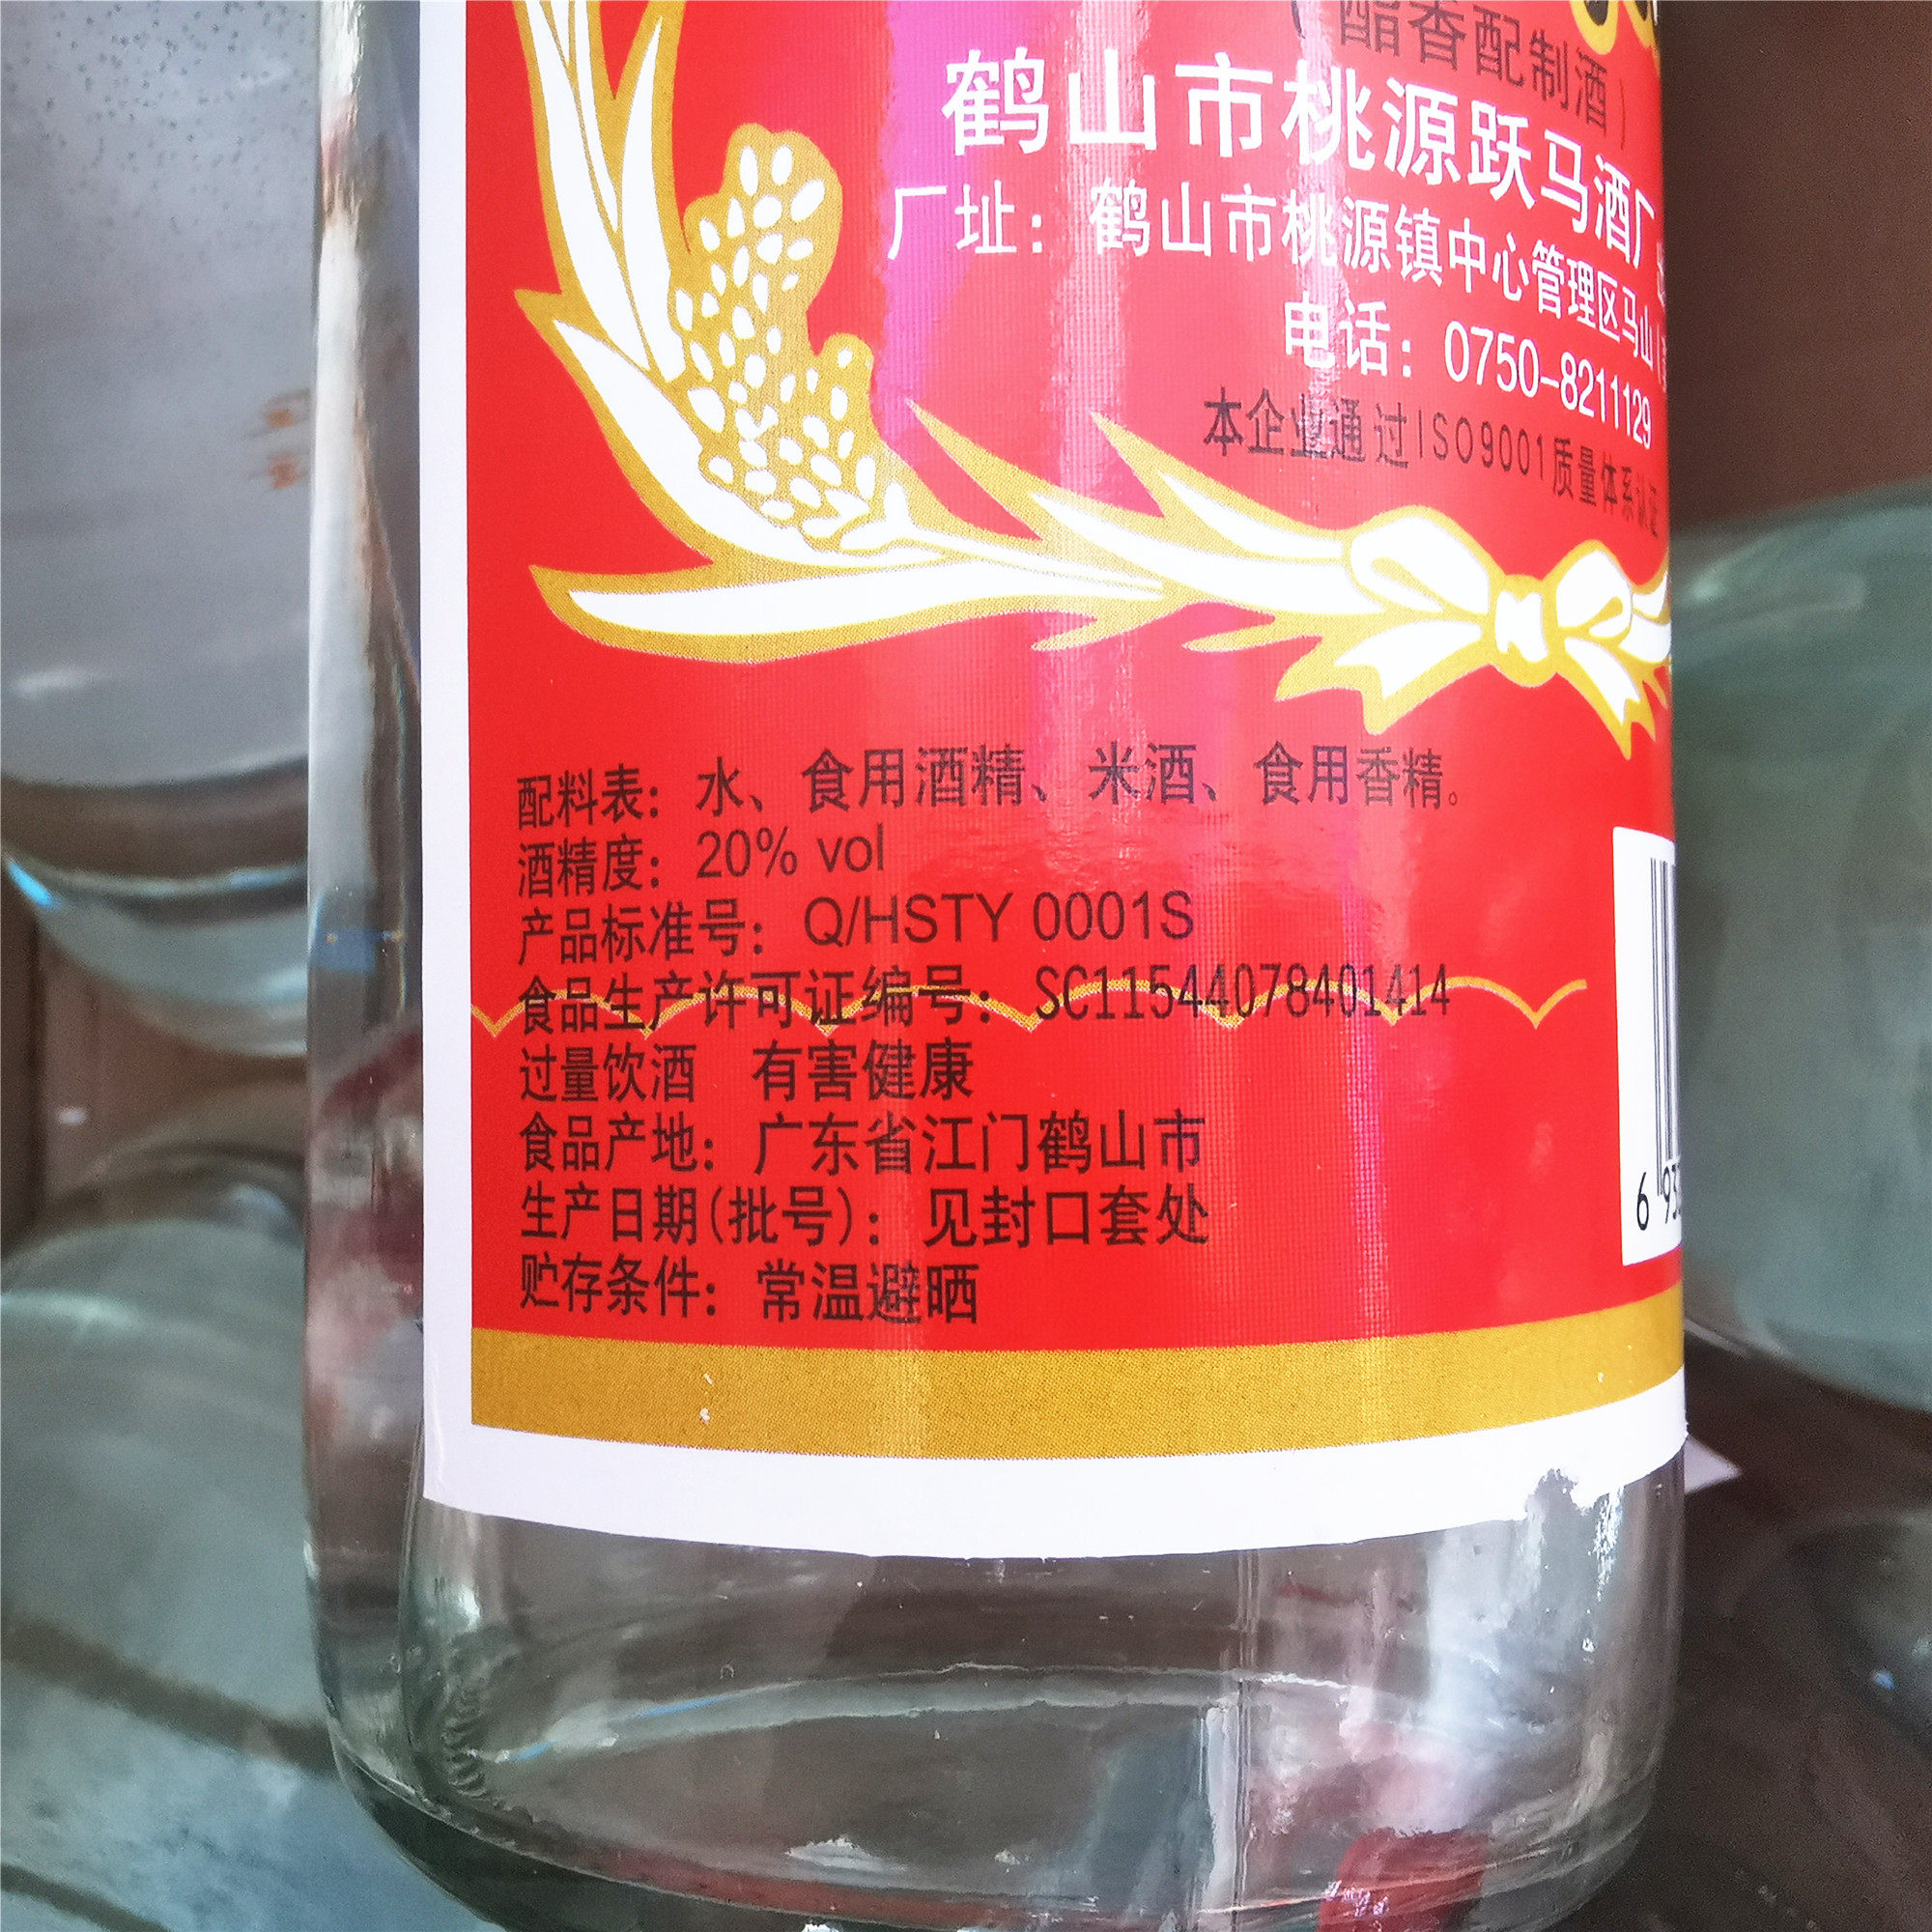 （酯香配制酒）
鹤山市桃源跃马酒厂
厂址：鹤山市桃源镇中心管理区马山
电话：0750-8211129
本企业通过ISO9001质量体系认证
配料表：水、食用酒精、米酒、食用香精。
酒精度：20% vol
产品标准号：Q/HSTY 0001S
食品生产许可证编号：SC11544078401414
过量饮酒 有害健康
食品产地：广东省江门鹤山市
生产日期(批号)：见封口套处
贮存条件：常温避晒
6 93